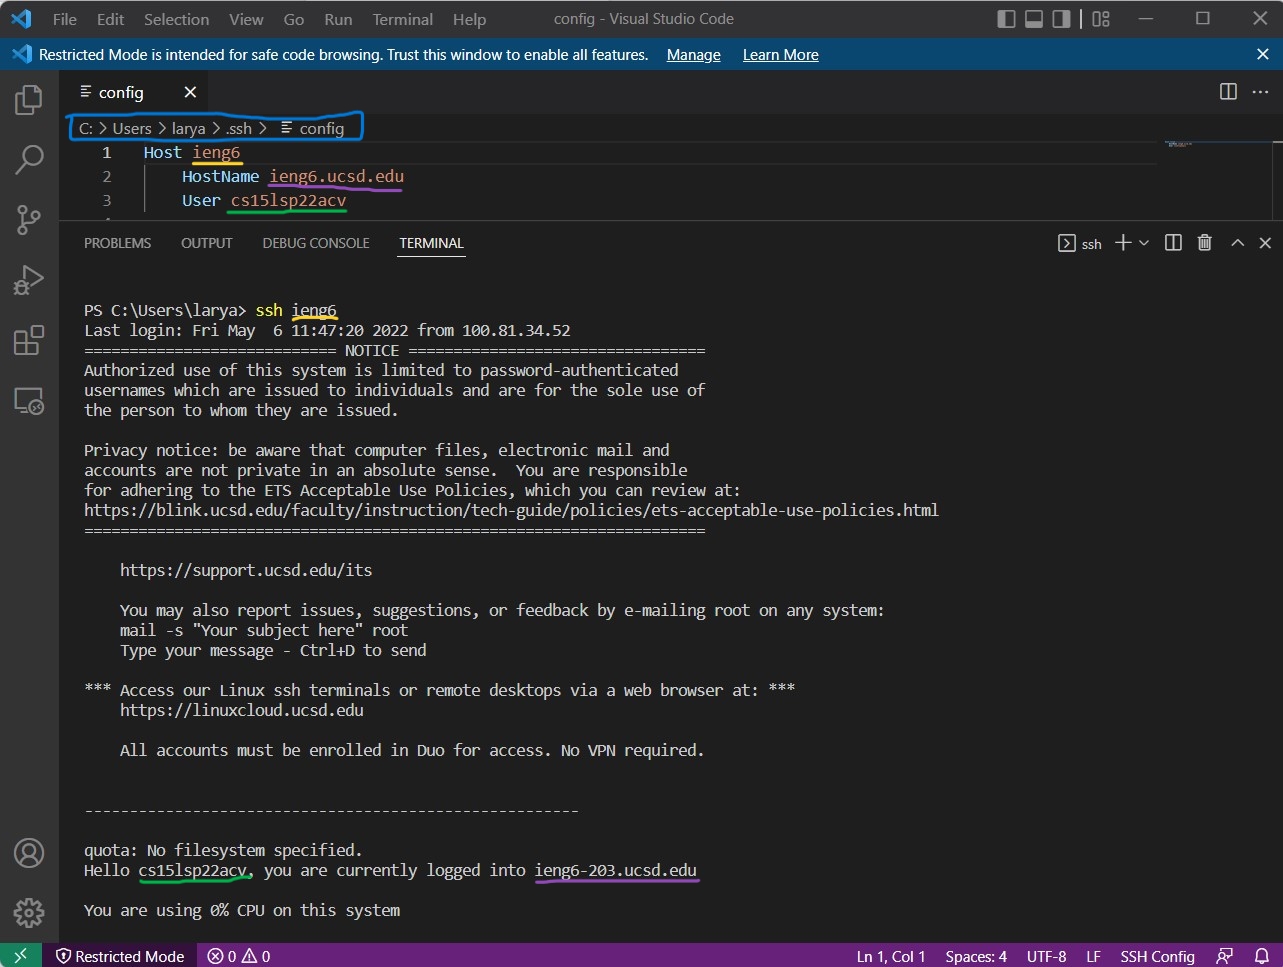 File Edit Selection View Go Run Terminal Help config - Visual Studio Code
Restricted Mode is intended for safe code browsing. Trust this window to enable all features. Manage Learn More
config
C: > Users > larya > .ssh > config
1 Host ieng6
2 HostName ieng6.ucsd.edu
3 User cs15lsp22acv
PROBLEMS OUTPUT DEBUG CONSOLE TERMINAL ssh
PS C:\Users\larya> ssh ieng6
Last login: Fri May  6 11:47:20 2022 from 100.81.34.52
============================ NOTICE =================================
Authorized use of this system is limited to password-authenticated
usernames which are issued to individuals and are for the sole use of
the person to whom they are issued.
Privacy notice: be aware that computer files, electronic mail and
accounts are not private in an absolute sense.  You are responsible
for adhering to the ETS Acceptable Use Policies, which you can review at:
https://blink.ucsd.edu/faculty/instruction/tech-guide/policies/ets-acceptable-use-policies.html
=====================================================================
https://support.ucsd.edu/its
You may also report issues, suggestions, or feedback by e-mailing root on any system:
mail -s "Your subject here" root
Type your message - Ctrl+D to send
*** Access our Linux ssh terminals or remote desktops via a web browser at: ***
https://linuxcloud.ucsd.edu
All accounts must be enrolled in Duo for access. No VPN required.
-------------------------------------------------------
quota: No filesystem specified.
Hello cs15lsp22acv, you are currently logged into ieng6-203.ucsd.edu
You are using 0% CPU on this system
Restricted Mode 0 0 Ln 1, Col 1 Spaces: 4 UTF-8 LF SSH Config